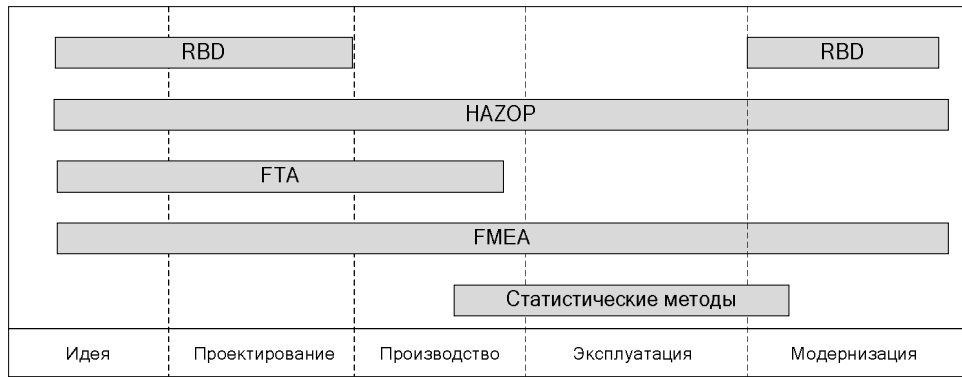 RBD
RBD
HAZOP
FTA
FMEA
Статистические методы
Идея
Проектирование
Производство
Эксплуатация
Модернизация